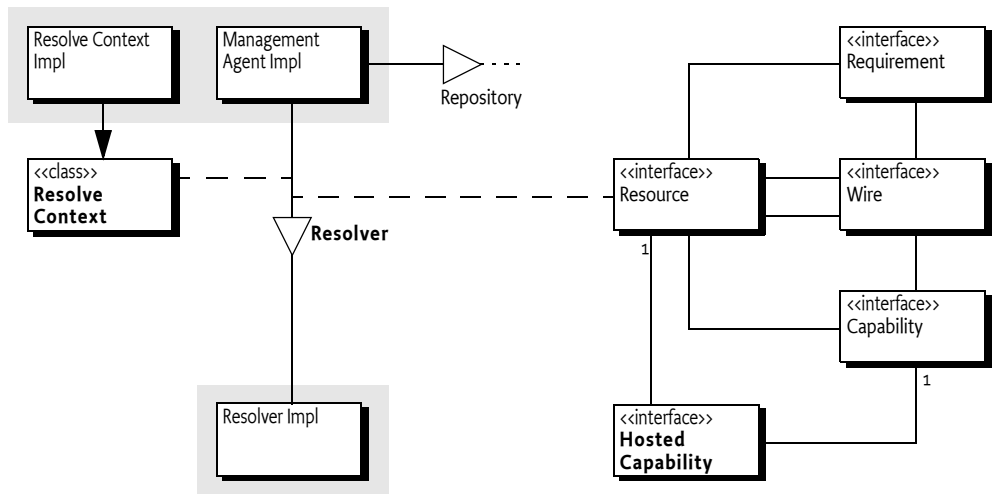 Resolve Context
Impl
Management
Agent Impl
Repository
<<interface>>
Requirement
<<class>>
Resolve
Context
Resolver
<<interface>>
Resource
1
<<interface>>
Wire
<<interface>>
Capability
1
Resolver Impl
<<interface>>
Hosted
Capability